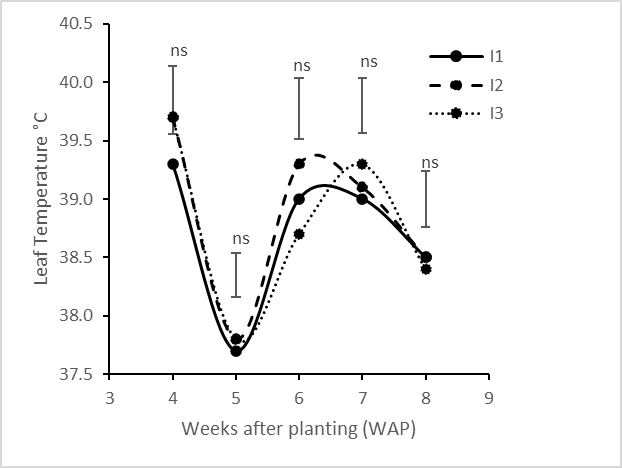 40.5
40.0
39.5
39.0
38.5
38.0
37.5
Leaf Temperature °C
ns
ns
ns
ns
ns
I1
I2
I3
3 4 5 6 7 8 9
Weeks after planting (WAP)